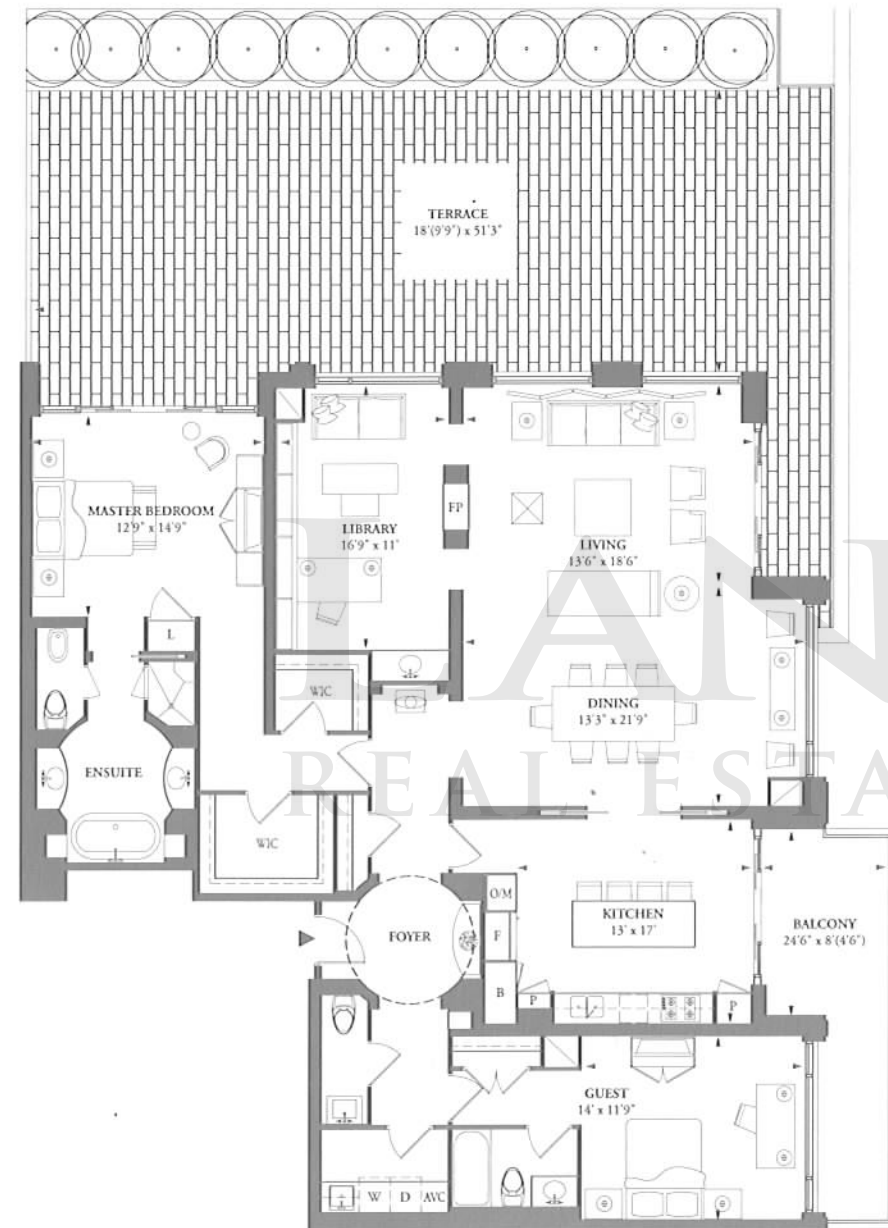 TERRACE
18'(9'9") x 51'3"
MASTER BEDROOM
12'9" x 14'9"
LIBRARY
16'9" x 11'
FP
LIVING
13'6" x 18'6"
L
WIC
DINING
13'3" x 21'9"
ENSUITE
WIC
LAN
REAL ESTA
O/M
FOYER
F
KITCHEN
13' x 17'
BALCONY
24'6" x 8'(4'6")
B
P
P
GUEST
14' x 11'9"
W D AVC